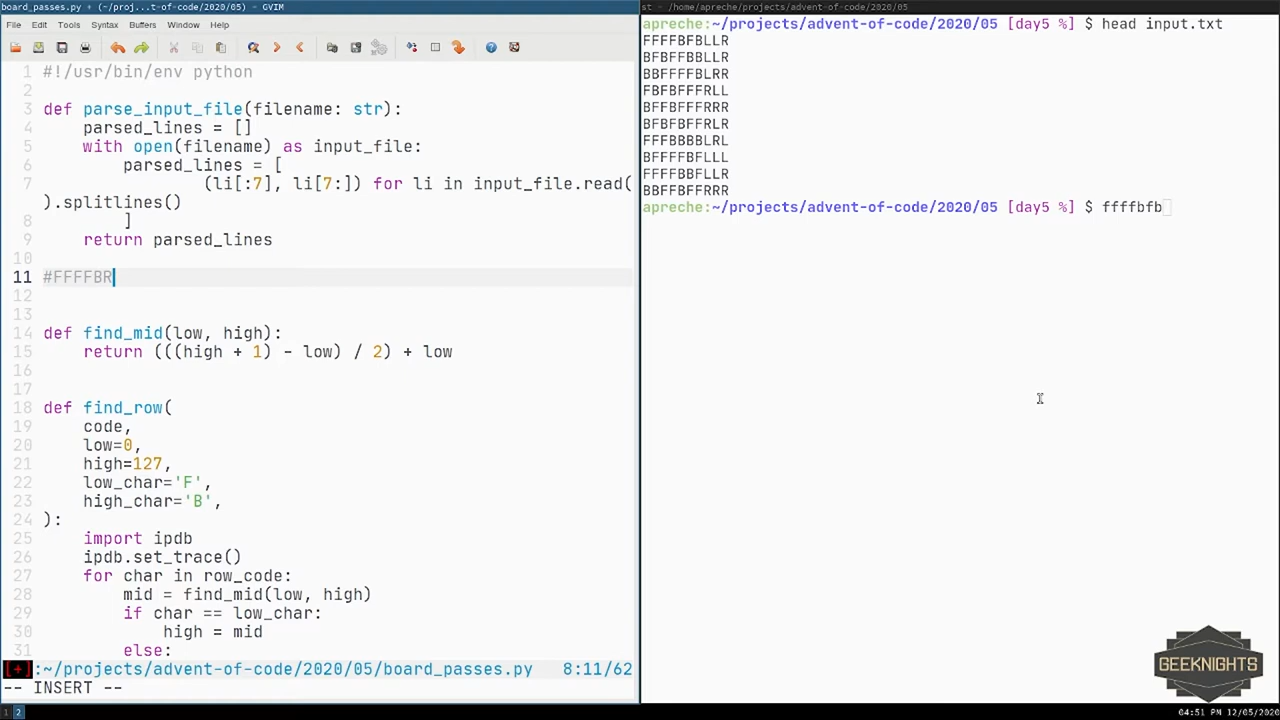 board_passes.py + (~/proj...t-of-code/2020/05) - GVIM
File Edit Tools Syntax Buffers Window Help
1 #!/usr/bin/env python
2
3 def parse_input_file(filename: str):
4     parsed_lines = []
5     with open(filename) as input_file:
6         parsed_lines = [
7                 (li[:7], li[7:]) for li in input_file.read(
).splitlines()
8         ]
9     return parsed_lines
10
11 #FFFFBR
12
13
14 def find_mid(low, high):
15     return (((high + 1) - low) / 2) + low
16
17
18 def find_row(
19     code,
20     low=0,
21     high=127,
22     low_char='F',
23     high_char='B',
24 ):
25     import ipdb
26     ipdb.set_trace()
27     for char in row_code:
28         mid = find_mid(low, high)
29         if char == low_char:
30             high = mid
31         else:
[+]:~/projects/advent-of-code/2020/05/board_passes.py 8:11/62
-- INSERT --
1 2
st - /home/apreche/projects/advent-of-code/2020/05
apreche:~/projects/advent-of-code/2020/05 [day5 %] $ head input.txt
FFFFBFBLLR
BFBFFBBLLR
BBFFFFBLRR
FBFBFFFRLL
BFFBFFFRRR
BFBFBFFRLR
FFFBBBBLRL
BFFFFBFLLL
FFFFBBFLLR
BBFFBFFRRR
apreche:~/projects/advent-of-code/2020/05 [day5 %] $ ffffbfb
GEEKNIGHTS
04:51 PM 12/05/2020